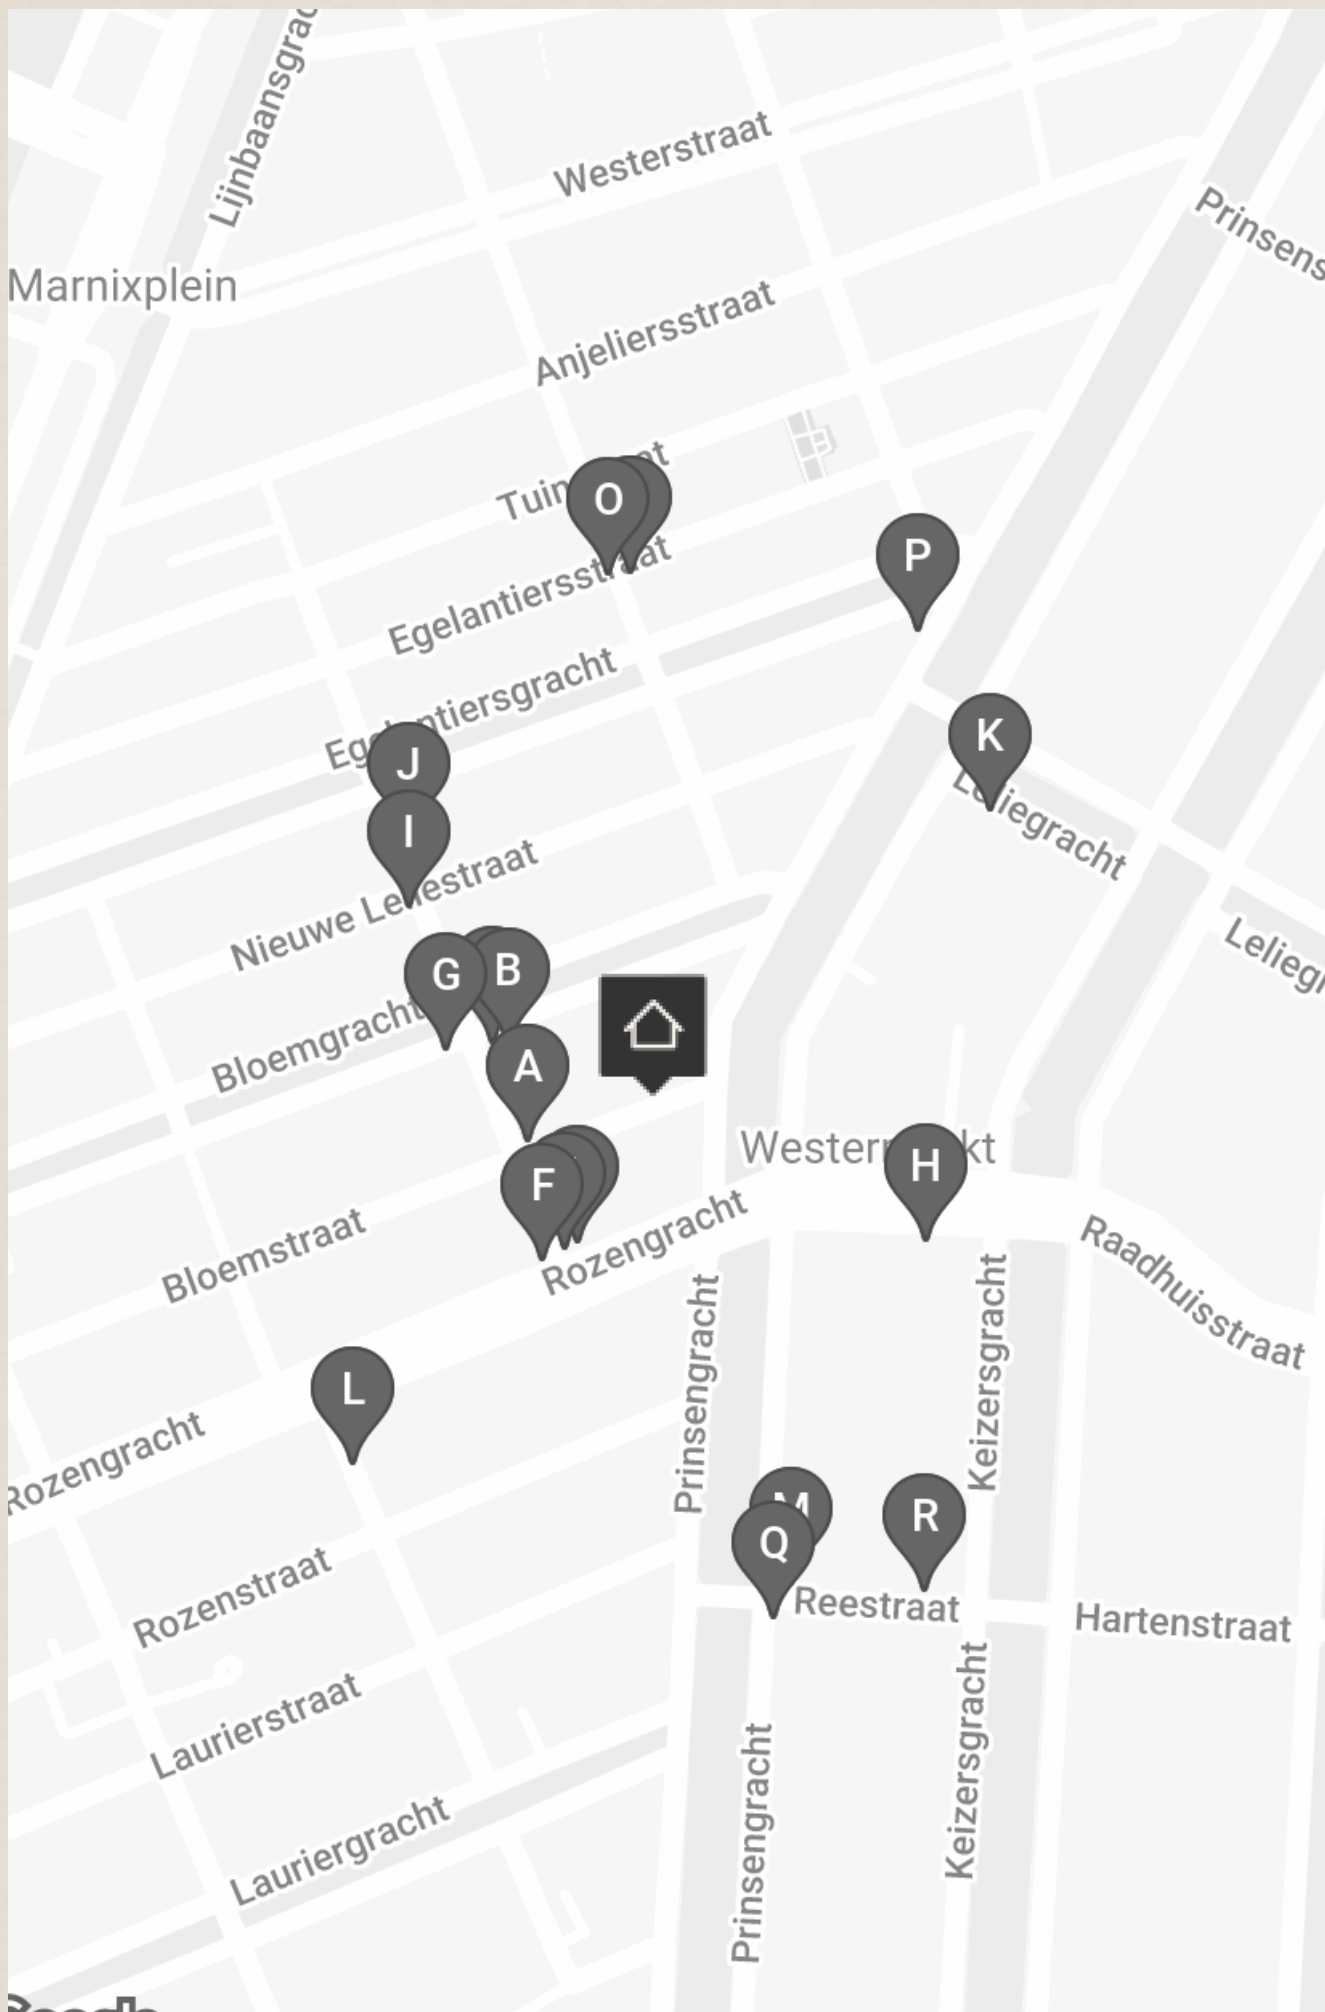 Lijnbaansgrac
Westerstraat
Prinsens
Marnixplein
Anjeliersstraat
O
Egelantiersstraat
P
Egelantiersgracht
K
J
Leliegracht
I
Nieuwe Leliestraat
Leliegr
G
B
Bloemgracht
A
Westermarkt
H
F
Rozengracht
Bloemstraat
Raadhuisstraat
Prinsengracht
Keizersgracht
L
Rozengracht
M
R
Q
Reestraat
Hartenstraat
Rozenstraat
Laurierstraat
Keizersgracht
Prinsengracht
Lauriergracht